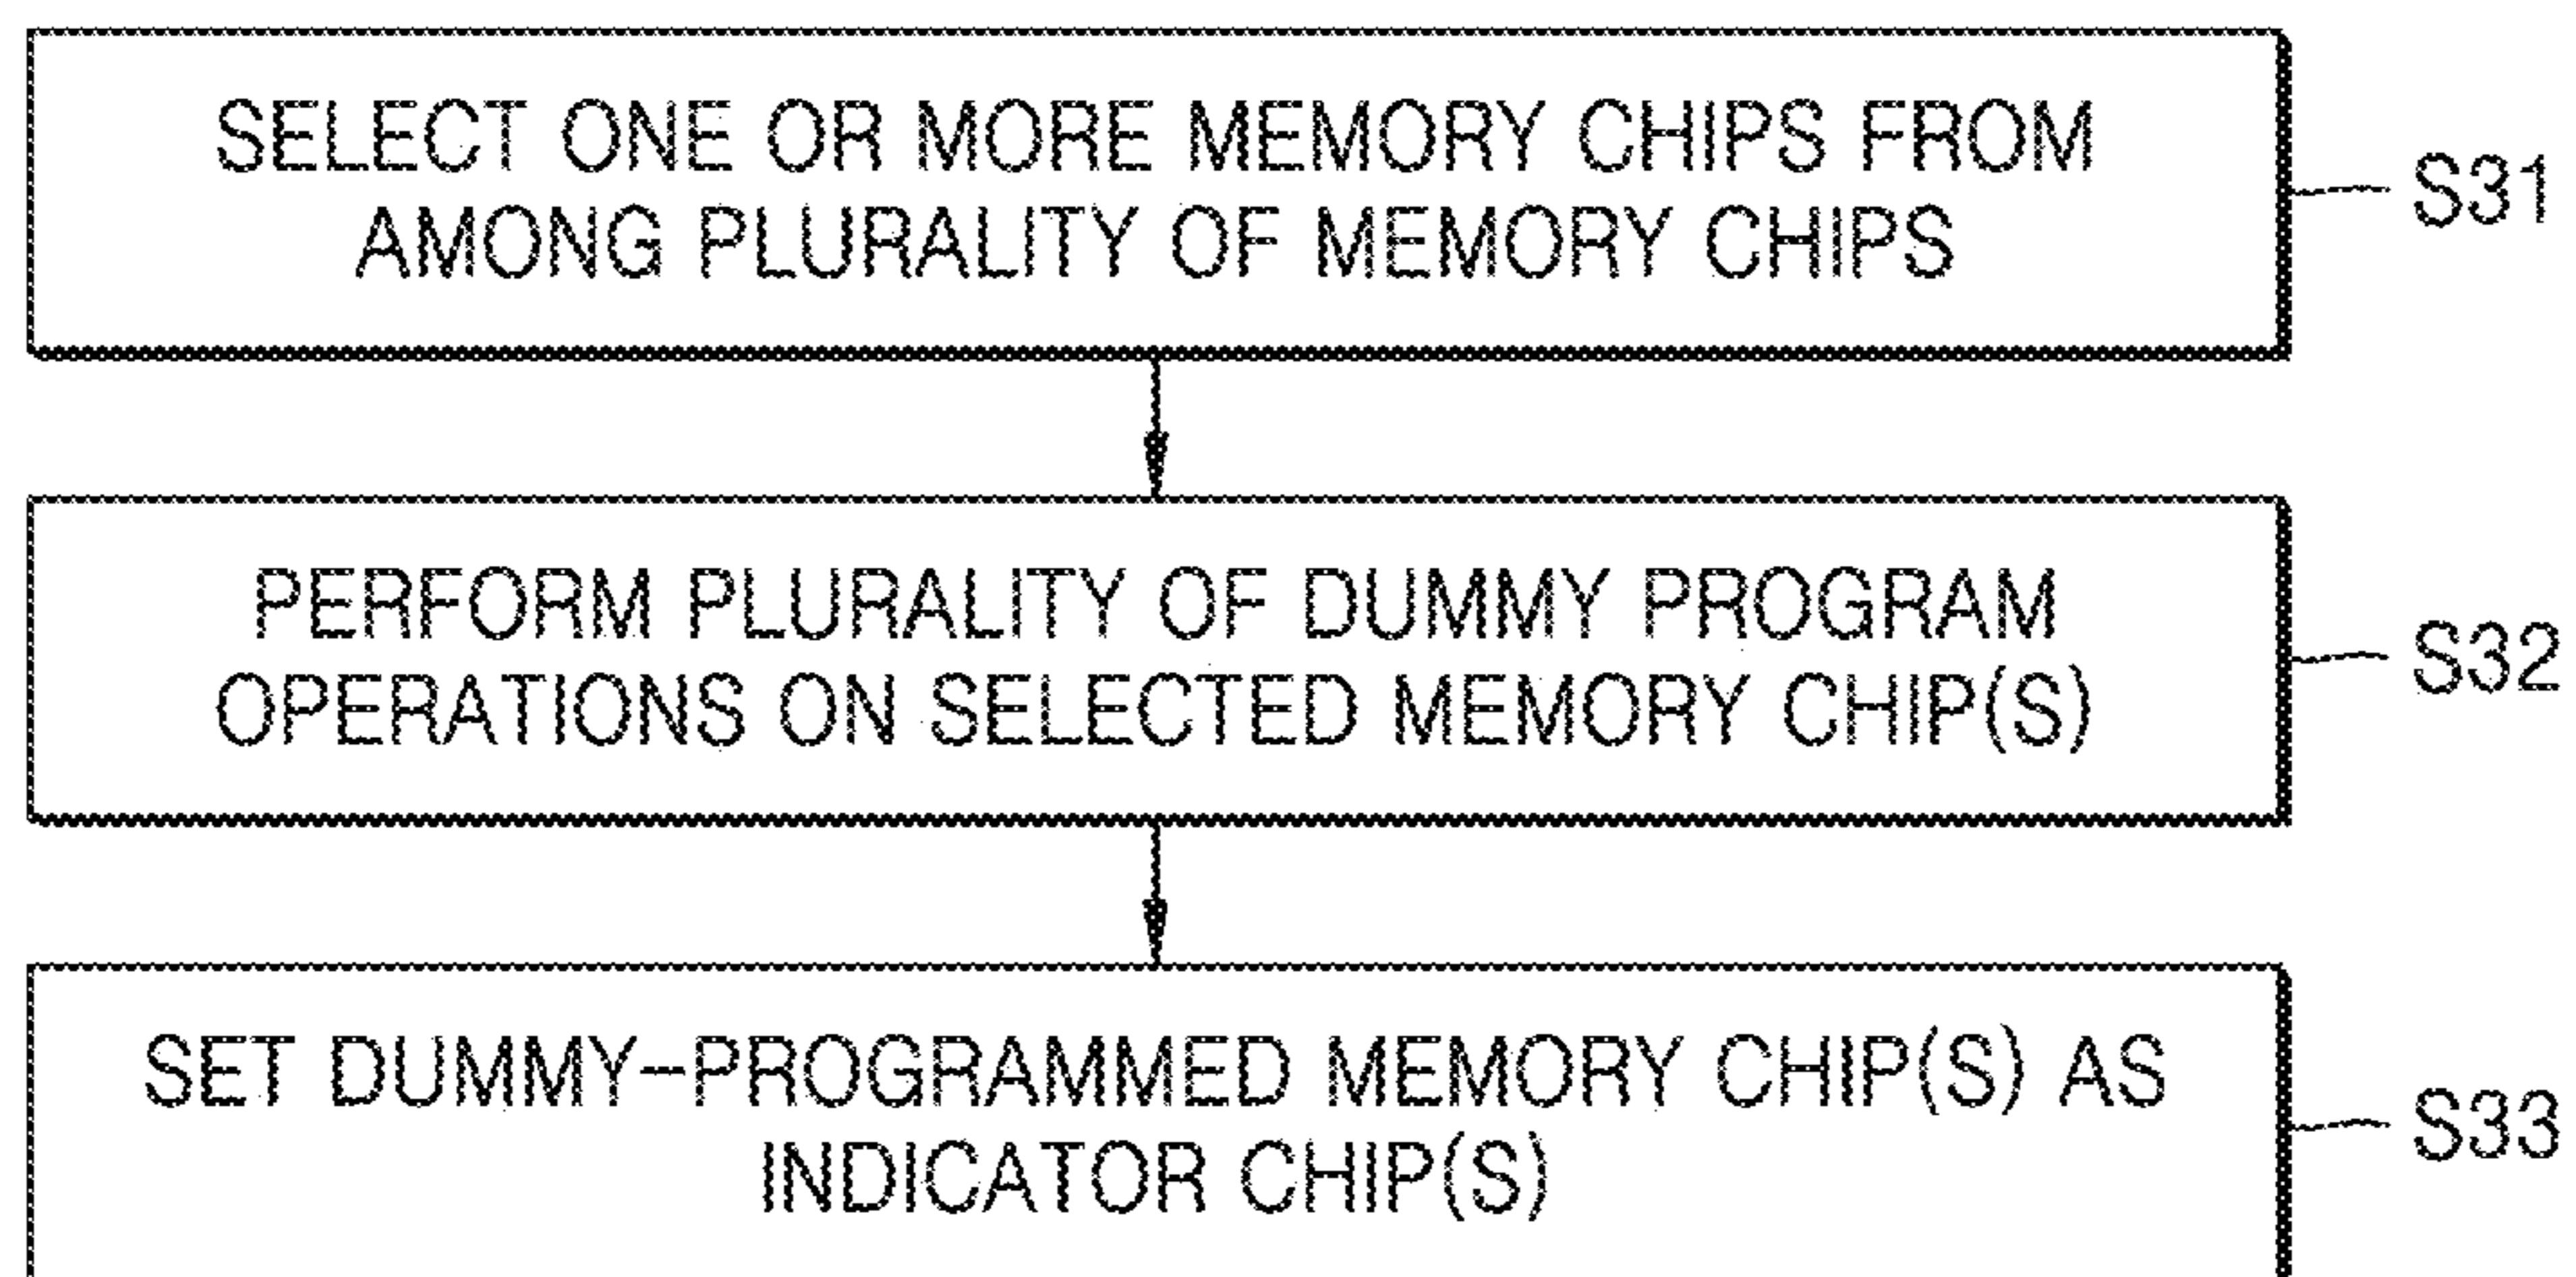 SELECT ONE OR MORE MEMORY CHIPS FROM
AMONG PLURALITY OF MEMORY CHIPS
S31
PERFORM PLURALITY OF DUMMY PROGRAM
OPERATIONS ON SELECTED MEMORY CHIP(S)
S32
SET DUMMY-PROGRAMMED MEMORY CHIP(S) AS
INDICATOR CHIP(S)
S33